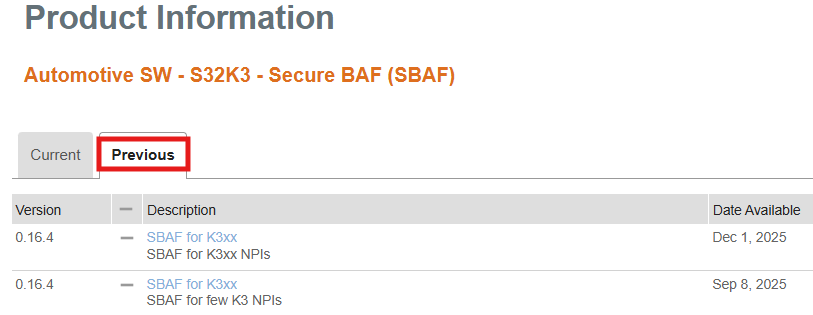 Product Information
Automotive SW - S32K3 - Secure BAF (SBAF)
Current Previous
Version Description Date Available
0.16.4 SBAF for K3xx Dec 1, 2025
SBAF for K3xx NPIs
0.16.4 SBAF for K3xx Sep 8, 2025
SBAF for few K3 NPIs